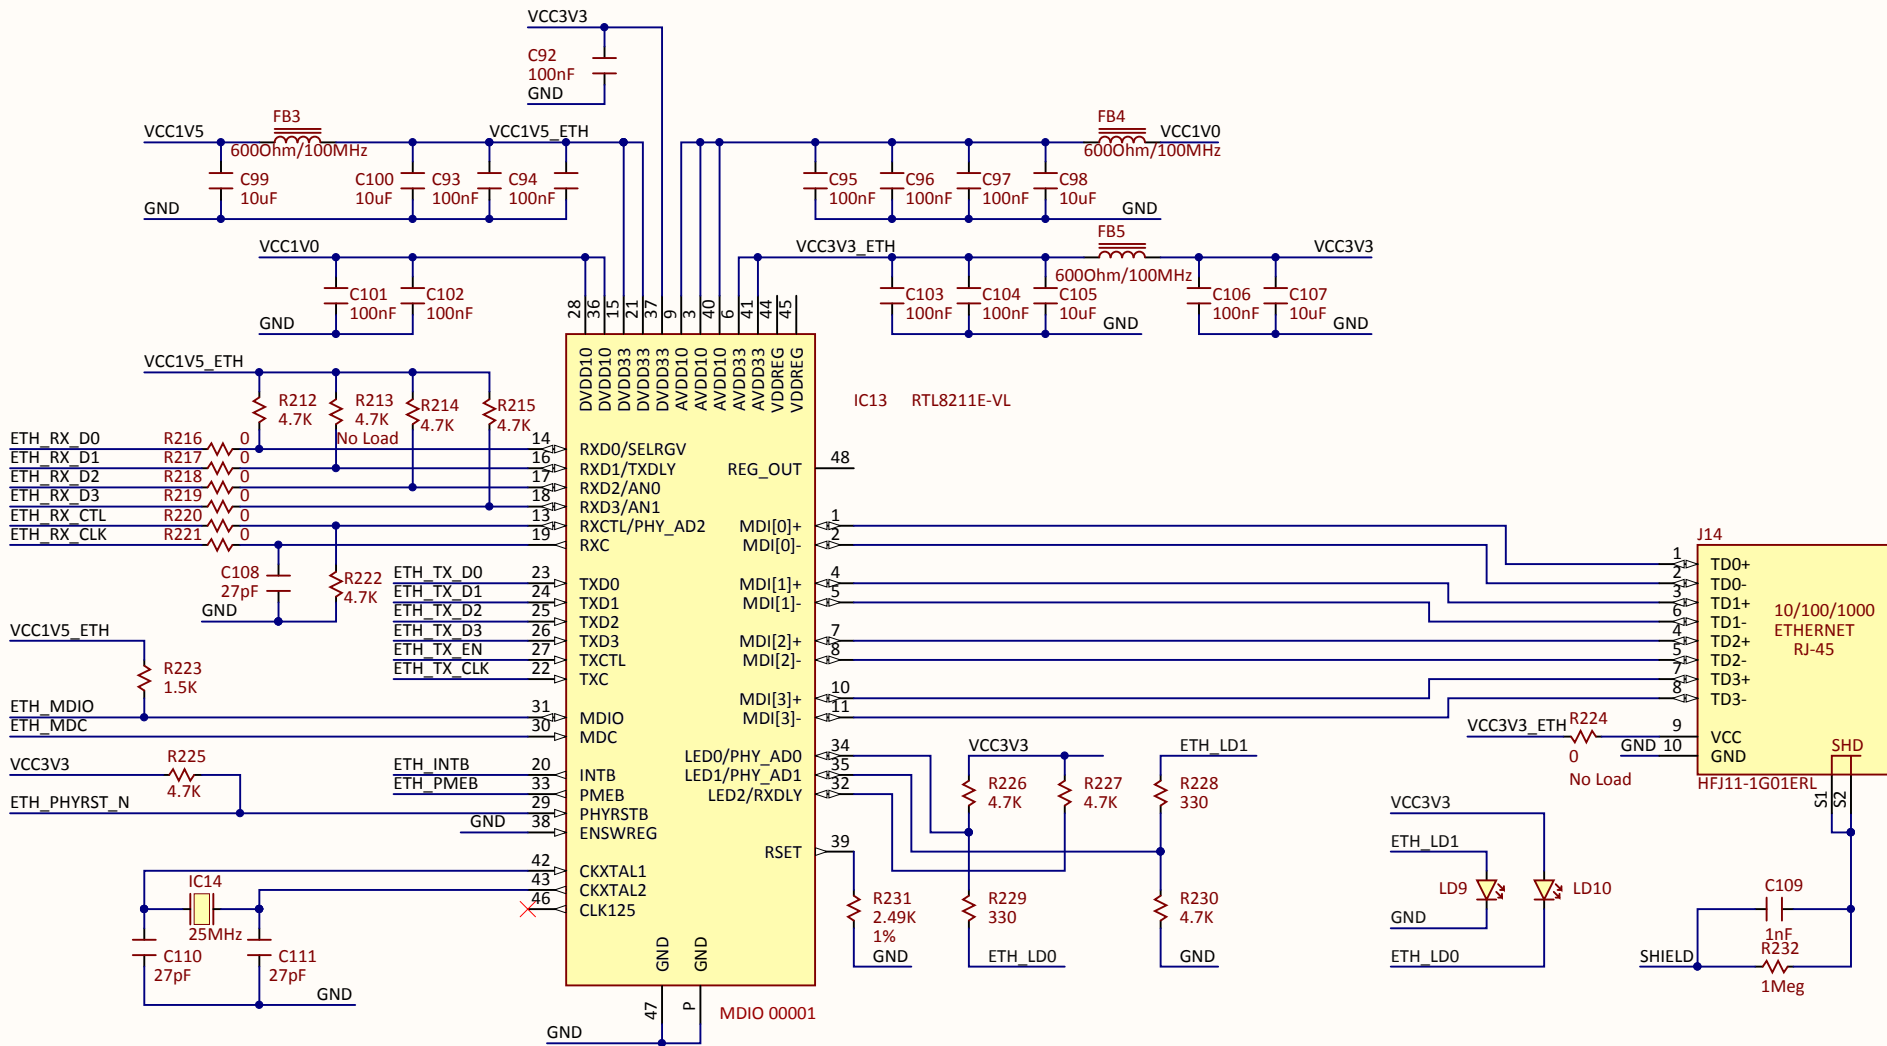 VCC3V3
C92
100nF
GND
FB3
VCC1V5
VCC1V5_ETH
600Ohm/100MHz
C99
10uF
C100
10uF
C93
100nF
C94
100nF
GND
FB4
VCC1V0
600Ohm/100MHz
C95
100nF
C96
100nF
C97
100nF
C98
10uF
GND
VCC1V0
C101
100nF
C102
100nF
GND
VCC3V3_ETH
FB5
VCC3V3
600Ohm/100MHz
C103
100nF
C104
100nF
C105
10uF
C106
100nF
C107
10uF
GND
GND
28
36
15
21
37
9
3
40
6
41
44
45
DVDD10
DVDD10
DVDD33
DVDD33
DVDD33
AVDD10
AVDD10
AVDD10
AVDD33
AVDD33
VDDREG
VDDREG
IC13 RTL8211E-VL
VCC1V5_ETH
R212
4.7K
R213
4.7K
No Load
R214
4.7K
R215
4.7K
ETH_RX_D0 R216 0 14 RXD0/SELRGV
ETH_RX_D1 R217 0 16 RXD1/TXDLY
ETH_RX_D2 R218 0 17 RXD2/AN0
ETH_RX_D3 R219 0 18 RXD3/AN1
ETH_RX_CTL R220 0 13 RXCTL/PHY_AD2
ETH_RX_CLK R221 0 19 RXC
C108
27pF
GND
R222
4.7K
ETH_TX_D0 23 TXD0
ETH_TX_D1 24 TXD1
ETH_TX_D2 25 TXD2
ETH_TX_D3 26 TXD3
ETH_TX_EN 27 TXCTL
ETH_TX_CLK 22 TXC
VCC1V5_ETH
R223
1.5K
ETH_MDIO 31 MDIO
ETH_MDC 30 MDC
VCC3V3
R225
4.7K
ETH_INTB 20 INTB
ETH_PMEB 33 PMEB
ETH_PHYRST_N 29 PHYRSTB
GND 38 ENSWREG
42 CKXTAL1
43 CKXTAL2
46 CLK125
IC14
25MHz
C110
27pF
C111
27pF
GND
GND
GND
47
P
GND
MDIO 00001
REG_OUT 48
MDI[0]+ 1
MDI[0]- 2
MDI[1]+ 4
MDI[1]- 5
MDI[2]+ 7
MDI[2]- 8
MDI[3]+ 10
MDI[3]- 11
LED0/PHY_AD0 34
LED1/PHY_AD1 35
LED2/RXDLY 32
RSET 39
VCC3V3
ETH_LD1
R226
4.7K
R227
4.7K
R228
330
R231
2.49K
1%
GND
R229
330
ETH_LD0
R230
4.7K
GND
J14
1 TD0+
2 TD0-
3 TD1+
6 TD1-
4 TD2+
5 TD2-
7 TD3+
8 TD3-
10/100/1000
ETHERNET
RJ-45
VCC3V3_ETH R224 9 VCC
GND 10 GND
0
No Load
SHD
HFJ11-1G01ERL
S1
S2
VCC3V3
ETH_LD1
LD9
LD10
GND
ETH_LD0
C109
1nF
R232
SHIELD
1Meg